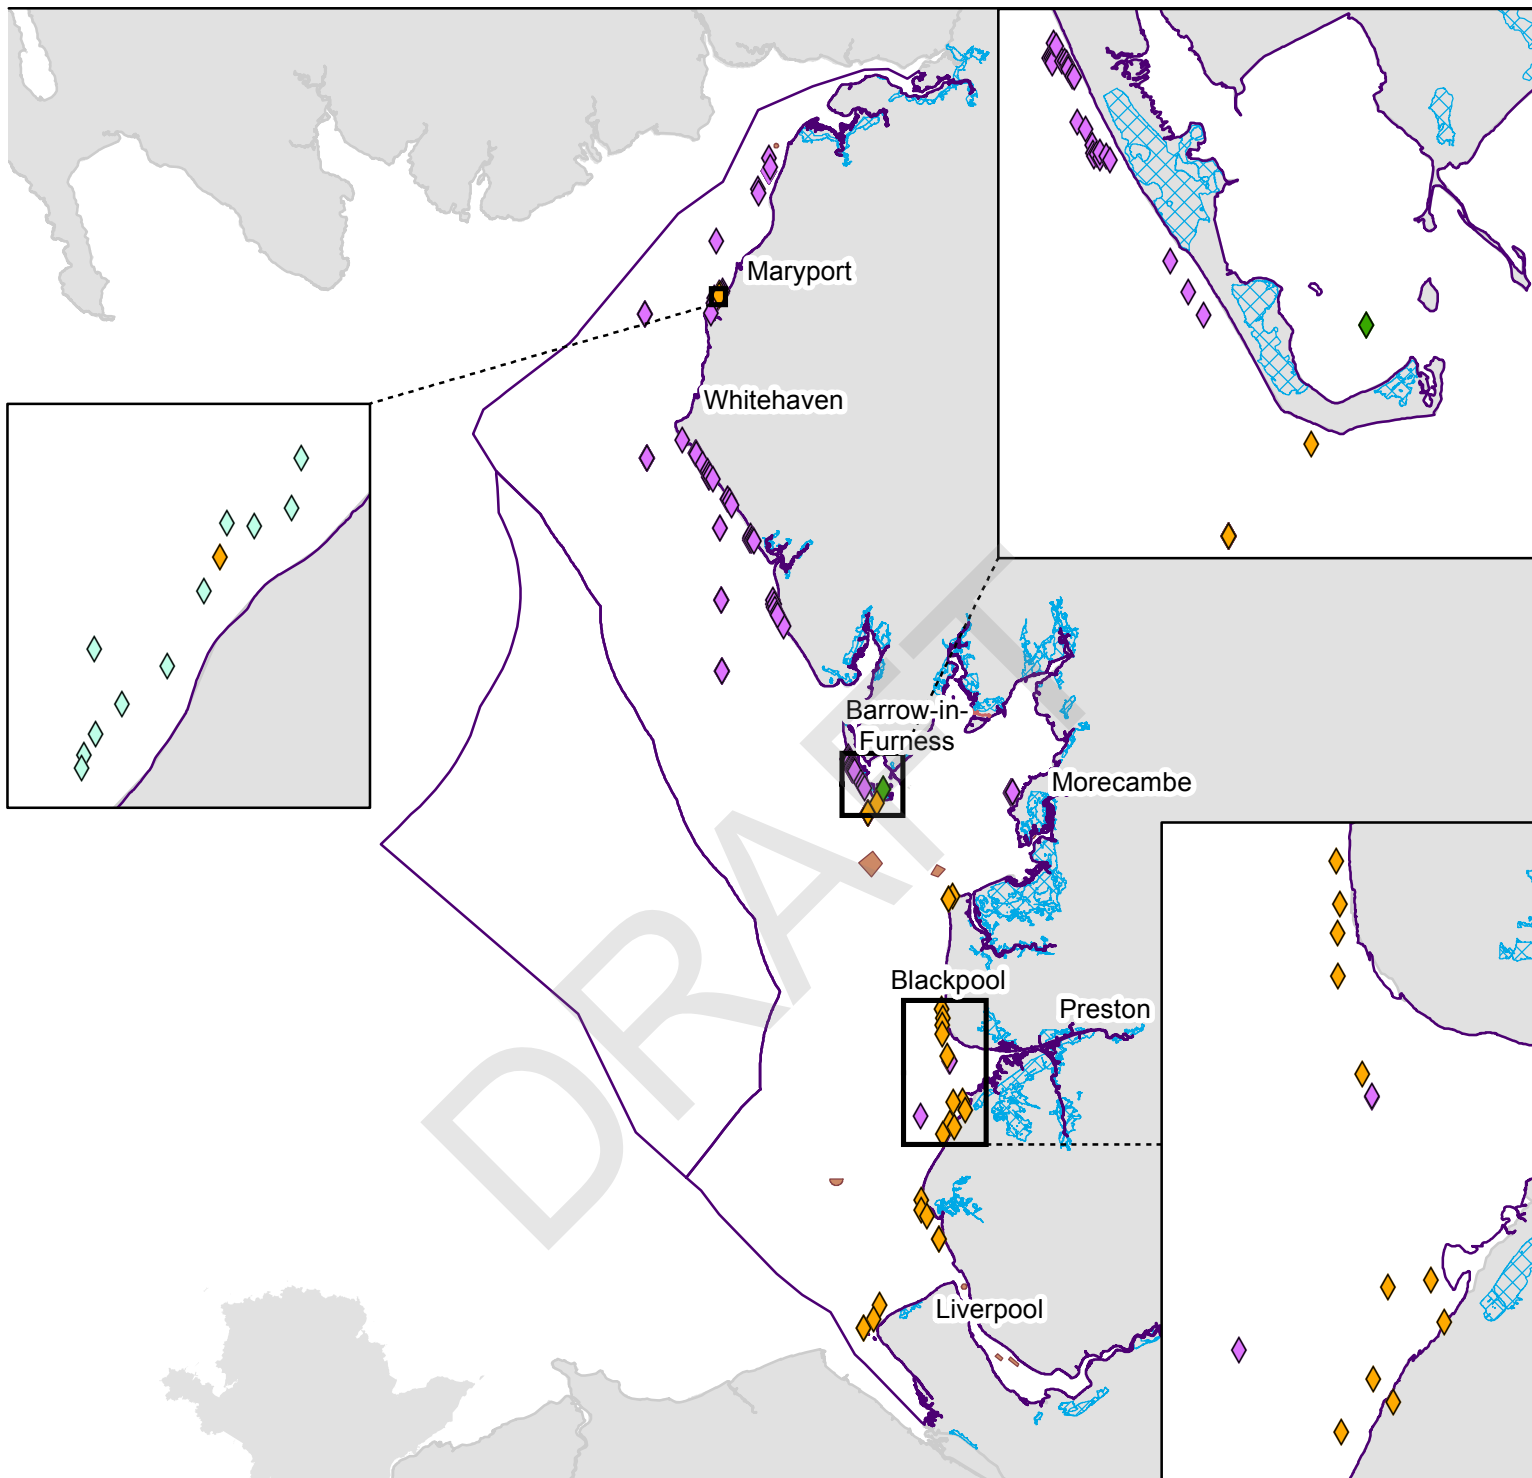 Maryport
Whitehaven
Barrow-in-
Furness
Morecambe
Blackpool
Preston
Liverpool
DRAFT